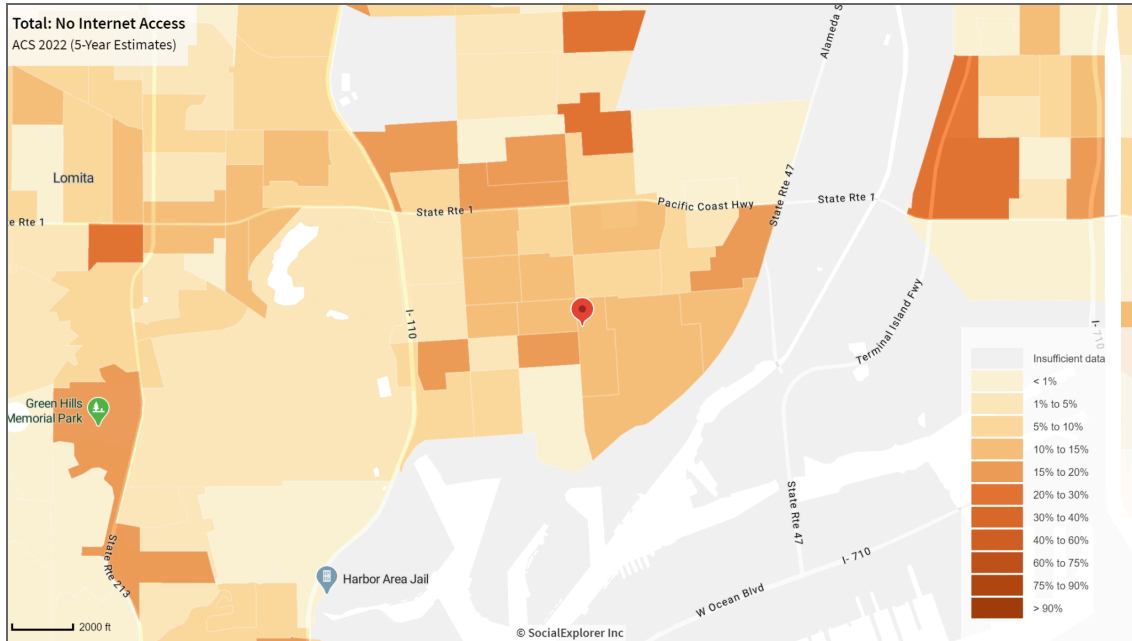 Total: No Internet Access
ACS 2022 (5-Year Estimates)
Alameda S
Lomita
State Rte 47
te Rte 1
State Rte 1
Pacific Coast Hwy
State Rte 1
I- 110
Terminal Island Fwy
I- 710
Green Hills
Memorial Park
Insufficient data
< 1%
1% to 5%
5% to 10%
10% to 15%
15% to 20%
20% to 30%
30% to 40%
40% to 60%
60% to 75%
75% to 90%
> 90%
State Rte 47
I- 710
State Rte 213
Harbor Area Jail
W Ocean Blvd
2000 ft
© SocialExplorer Inc